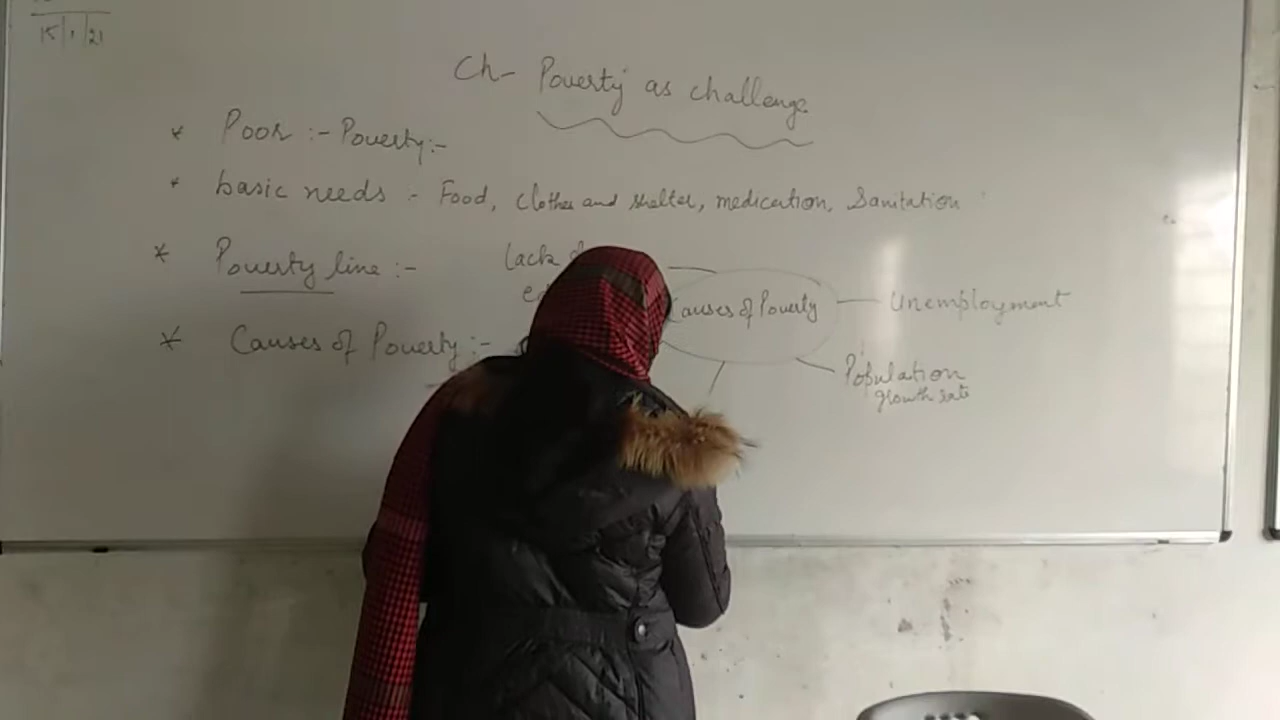 15/1/21
Ch- Poverty as challenge
* Poor :- Poverty:-
* basic needs :- Food, clothes and shelter, medication, Sanitation
* Poverty line :-
Lack
Causes of Poverty
Unemployment
* Causes of Poverty :-
Population
growth rate